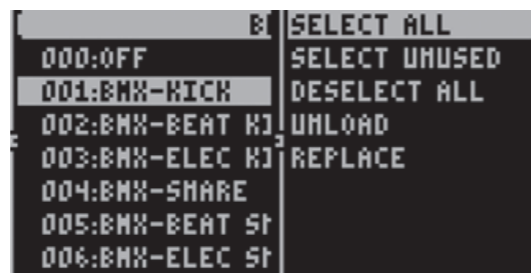 SELECT ALL
000:OFF
SELECT UNUSED
001:BMX-KICK
DESELECT ALL
002:BMX-BEAT
UNLOAD
003:BMX-ELEC
REPLACE
004:BMX-SNARE
005:BMX-BEAT
006:BMX-ELEC